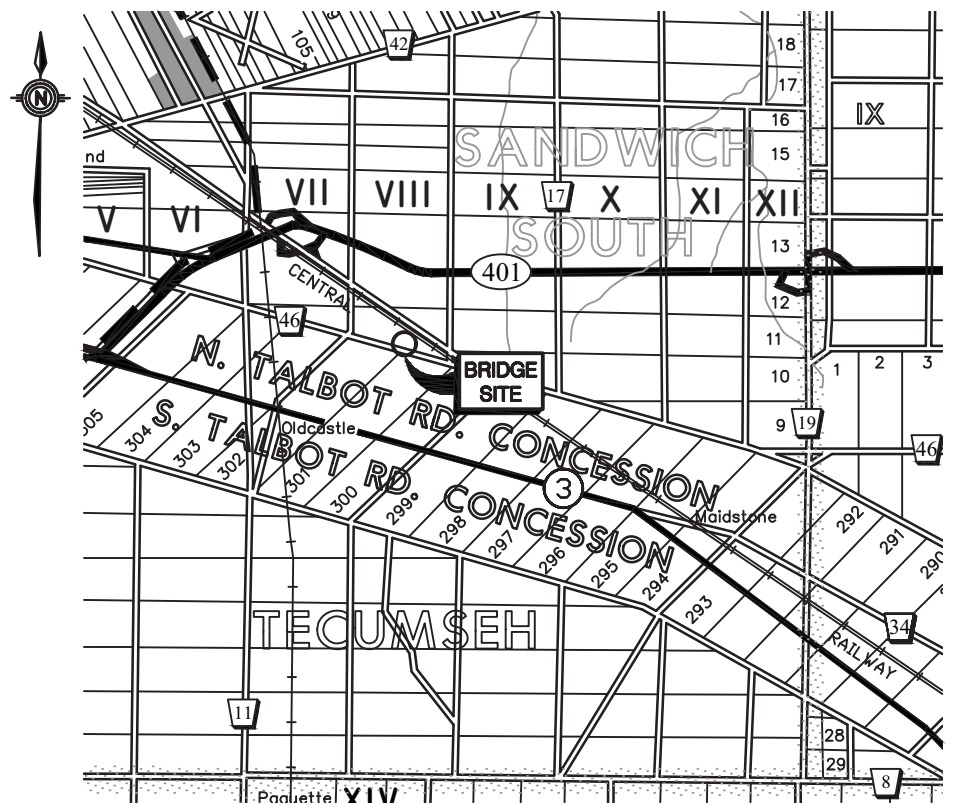 42
105
18
17
16
IX
15
nd
SANDWICH
SOUTH
V
VI
VII
VIII
IX
17
X
XI
XII
N
13
401
CENTRAL
12
46
11
BRIDGE
SITE
1
2
3
10
N. TALBOT RD. CONCESSION
9
19
46
S. TALBOT RD. CONCESSION
Oldcastle
3
Maidstone
305
304
303
302
301
300
299
298
297
296
295
294
293
292
291
290
TECUMSEH
34
RAILWAY
11
28
29
8
Paquette
XIV